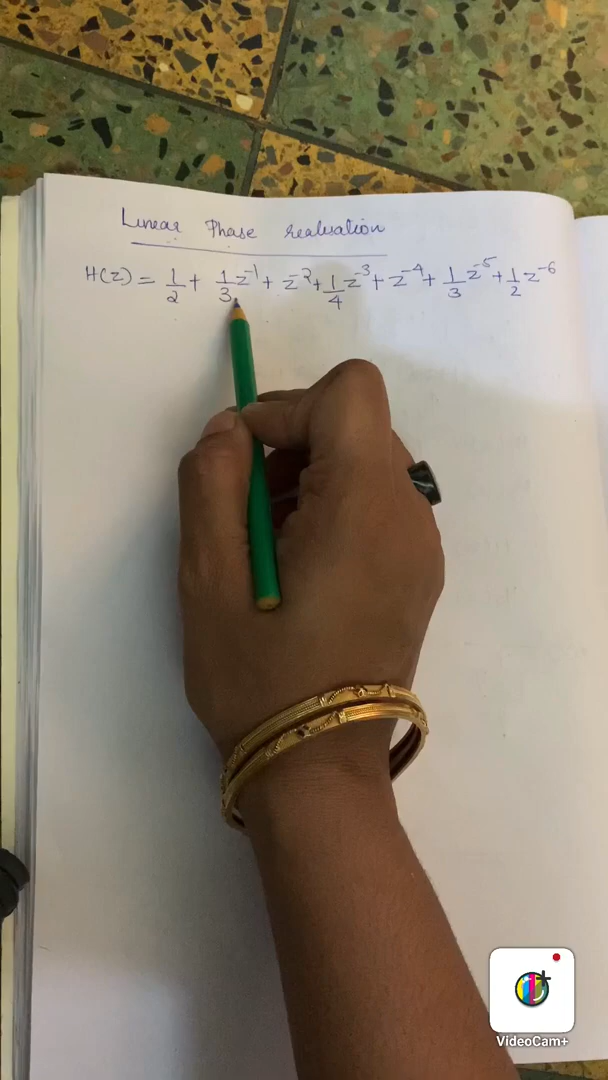 Linear Phase realisation
H(Z) = 1/2 + 1/3 z^-1 + z^-2 + 1/4 z^-3 + z^-4 + 1/3 z^-5 + 1/2 z^-6
VideoCam+